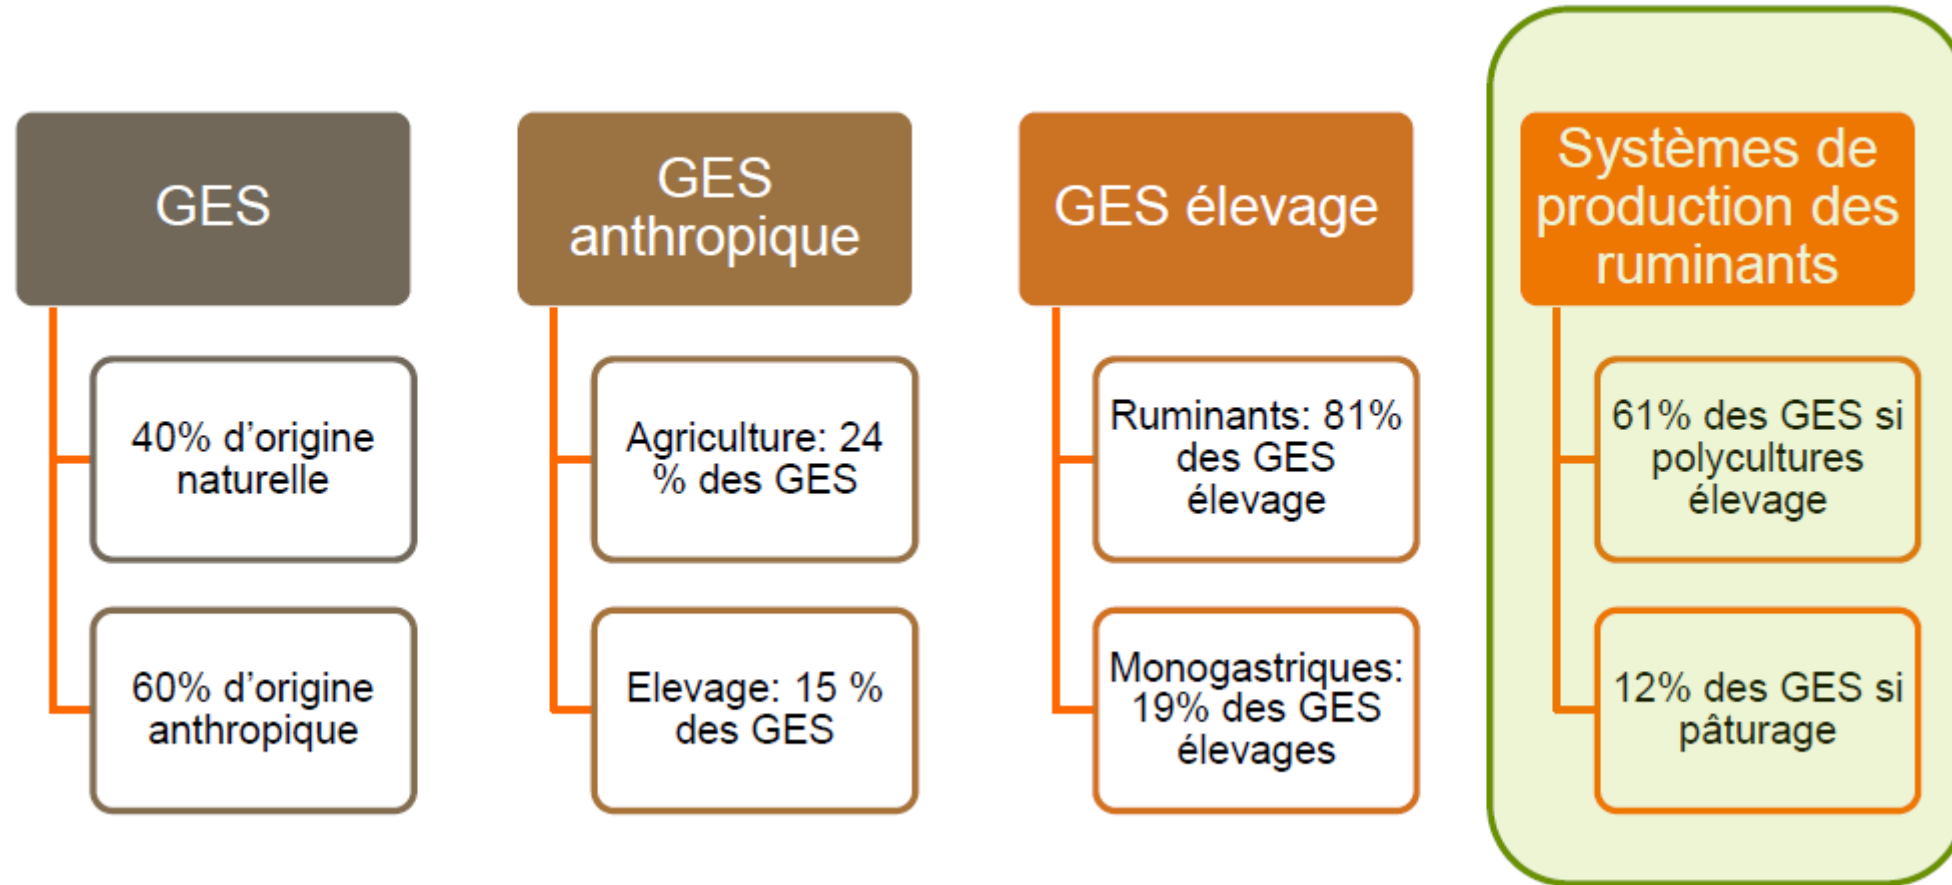 GES
40% d’origine
naturelle
60% d’origine
anthropique
GES
anthropique
Agriculture: 24
% des GES
Elevage: 15 %
des GES
GES élevage
Ruminants: 81%
des GES
élevage
Monogastriques:
19% des GES
élevages
Systèmes de
production des
ruminants
61% des GES si
polycultures
élevage
12% des GES si
pâturage